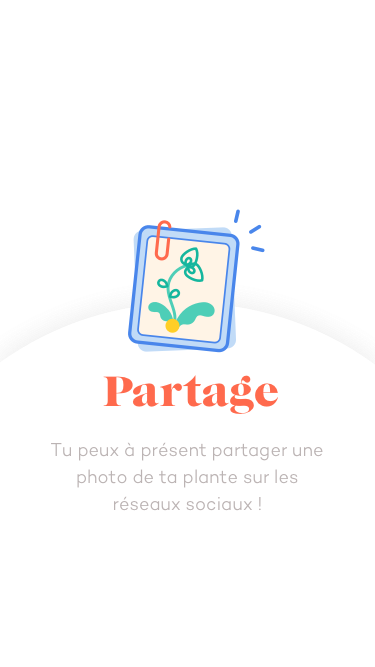 Partage
Tu peux à présent partager une
photo de ta plante sur les
réseaux sociaux !